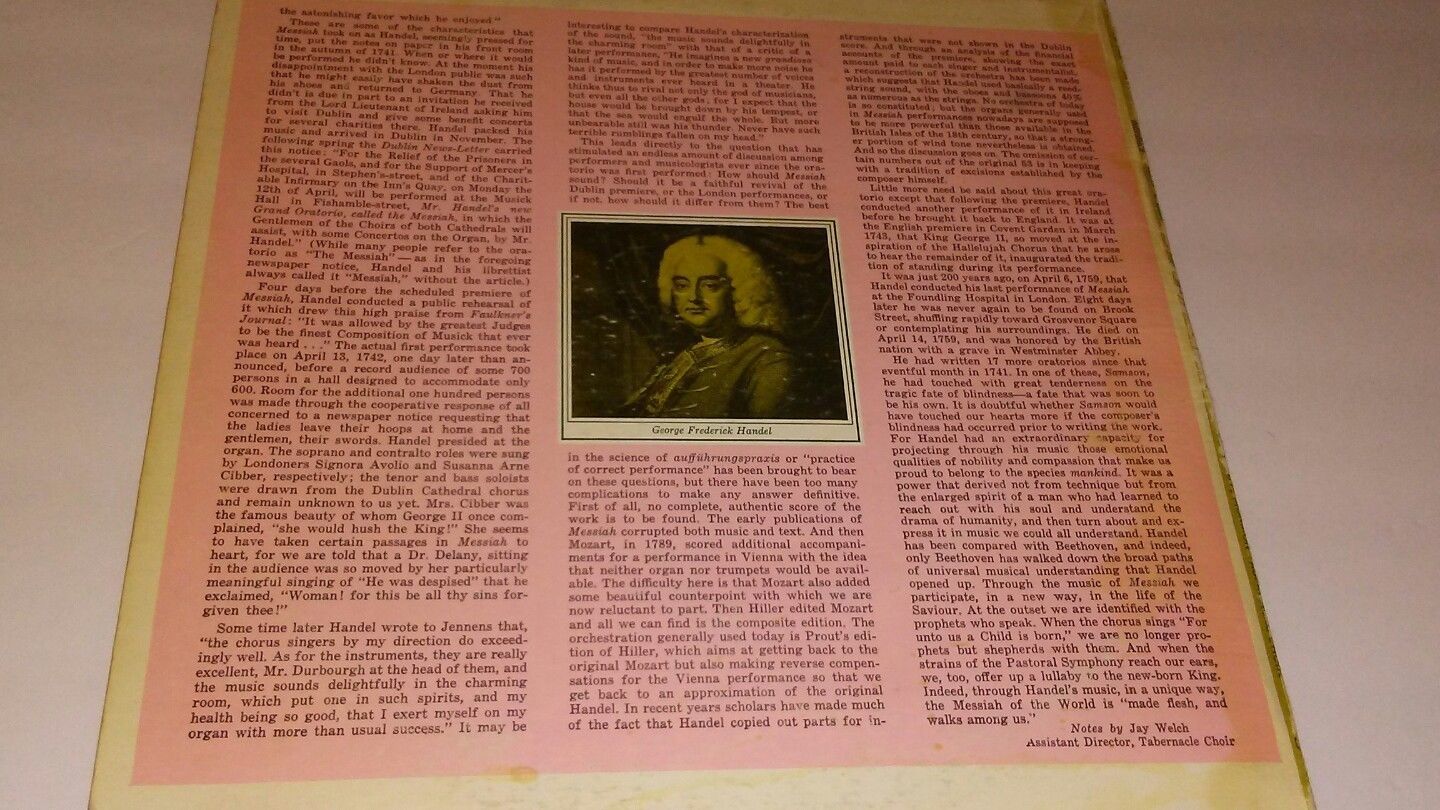 the astonishing favor which he enjoyed."
These are some of the characteristics that
Messiah took on as Handel, seemingly pressed for
time, put the notes on paper in his front room
in the autumn of 1741. When or where it would
be performed he didn't know. At the moment his
disappointment with the London public was such
that he might easily have shaken the dust from
his shoes and returned to Germany. That he
didn't is due in part to an invitation he received
from the Lord Lieutenant of Ireland asking him
to visit Dublin and give some benefit concerts
for several charities there. Handel packed his
music and arrived in Dublin in November. The
following spring the Dublin News-Letter carried
this notice: "For the Relief of the Prisoners in
the several Gaols, and for the Support of Mercer's
Hospital, in Stephen's-street, and of the Charit-
able Infirmary on the Inn's Quay, on Monday the
12th of April, will be performed at the Musick
Hall in Fishamble-street, Mr. Handel's new
Grand Oratorio, called the Messiah, in which the
Gentlemen of the Choirs of both Cathedrals will
assist, with some Concertos on the Organ, by Mr.
Handel." (While many people refer to the ora-
torio as "The Messiah" — as in the foregoing
newspaper notice, Handel and his librettist
always called it "Messiah," without the article.)
Four days before the scheduled premiere of
Messiah, Handel conducted a public rehearsal of
it which drew this high praise from Faulkner's
Journal: "It was allowed by the greatest Judges
to be the finest Composition of Musick that ever
was heard . . ." The actual first performance took
place on April 13, 1742, one day later than an-
nounced, before a record audience of some 700
persons in a hall designed to accommodate only
600. Room for the additional one hundred persons
was made through the cooperative response of all
concerned to a newspaper notice requesting that
the ladies leave their hoops at home and the
gentlemen, their swords. Handel presided at the
organ. The soprano and contralto roles were sung
by Londoners Signora Avolio and Susanna Arne
Cibber, respectively; the tenor and bass soloists
were drawn from the Dublin Cathedral chorus
and remain unknown to us yet. Mrs. Cibber was
the famous beauty of whom George II once com-
plained, "she would hush the King!" She seems
to have taken certain passages in Messiah to
heart, for we are told that a Dr. Delany, sitting
in the audience was so moved by her particularly
meaningful singing of "He was despised" that he
exclaimed, "Woman! for this be all thy sins for-
given thee!"
Some time later Handel wrote to Jennens that,
"the chorus singers by my direction do exceed-
ingly well. As for the instruments, they are really
excellent, Mr. Durbourgh at the head of them, and
the music sounds delightfully in the charming
room, which put one in such spirits, and my
health being so good, that I exert myself on my
organ with more than usual success." It may be
interesting to compare Handel's characterization
of the sound, "the music sounds delightfully in
the charming room" with that of a critic of a
later performance, "He imagines a new grandiose
kind of music, and in order to make more noise he
has it performed by the greatest number of voices
and instruments ever heard in a theater. He
thinks thus to rival not only the god of musicians,
but even all the other gods; for I expect that the
house would be brought down by his tempest, or
that the sea would engulf the whole. But more
unbearable still was his thunder. Never have such
terrible rumblings fallen on my head."
This leads directly to the question that has
stimulated an endless amount of discussion among
performers and musicologists ever since the ora-
torio was first performed: How should Messiah
sound? Should it be a faithful revival of the
Dublin premiere, or the London performances, or
if not, how should it differ from them? The best
George Frederick Handel
in the science of aufführungspraxis or "practice
of correct performance" has been brought to bear
on these questions, but there have been too many
complications to make any answer definitive.
First of all, no complete, authentic score of the
work is to be found. The early publications of
Messiah corrupted both music and text. And then
Mozart, in 1789, scored additional accompani-
ments for a performance in Vienna with the idea
that neither organ nor trumpets would be avail-
able. The difficulty here is that Mozart also added
some beautiful counterpoint with which we are
now reluctant to part. Then Hiller edited Mozart
and all we can find is the composite edition. The
orchestration generally used today is Prout's edi-
tion of Hiller, which aims at getting back to the
original Mozart but also making reverse compen-
sations for the Vienna performance so that we
get back to an approximation of the original
Handel. In recent years scholars have made much
of the fact that Handel copied out parts for in-
struments that were not shown in the Dublin
score. And through an analysis of the financial
accounts of the premiere, showing the exact
amount paid to each singer and instrumentalist,
a reconstruction of the orchestra has been made
which suggests that Handel used basically a reed-
string sound, with the oboes and bassoons 40%
as numerous as the strings. No orchestra of today
is so constituted; but the organs generally used
in Messiah performances nowadays are supposed
to be more powerful than those available in the
British Isles of the 18th century, so that a strong-
er portion of wind tone nevertheless is obtained.
And so the discussion goes on. The omission of cer-
tain numbers out of the original 53 is in keeping
with a tradition of excisions established by the
composer himself.
Little more need be said about this great ora-
torio except that following the premiere, Handel
conducted another performance of it in Ireland
before he brought it back to England. It was at
the English premiere in Covent Garden in March
1743, that King George II, so moved at the in-
spiration of the Hallelujah Chorus that he arose
to hear the remainder of it, inaugurated the tradi-
tion of standing during its performance.
It was just 200 years ago, on April 6, 1759, that
Handel conducted his last performance of Messiah
at the Foundling Hospital in London. Eight days
later he was never again to be found on Brook
Street, shuffling rapidly toward Grosvenor Square
or contemplating his surroundings. He died on
April 14, 1759, and was honored by the British
nation with a grave in Westminster Abbey.
He had written 17 more oratorios since that
eventful month in 1741. In one of these, Samson,
he had touched with great tenderness on the
tragic fate of blindness—a fate that was soon to
be his own. It is doubtful whether Samson would
have touched our hearts more if the composer's
blindness had occurred prior to writing the work.
For Handel had an extraordinary capacity for
projecting through his music those emotional
qualities of nobility and compassion that make us
proud to belong to the species mankind. It was a
power that derived not from technique but from
the enlarged spirit of a man who had learned to
reach out with his soul and understand the
drama of humanity, and then turn about and ex-
press it in music we could all understand. Handel
has been compared with Beethoven, and indeed,
only Beethoven has walked down the broad paths
of universal musical understanding that Handel
opened up. Through the music of Messiah we
participate, in a new way, in the life of the
Saviour. At the outset we are identified with the
prophets who speak. When the chorus sings "For
unto us a Child is born," we are no longer pro-
phets but shepherds with them. And when the
strains of the Pastoral Symphony reach our ears,
we, too, offer up a lullaby to the new-born King.
Indeed, through Handel's music, in a unique way,
the Messiah of the World is "made flesh, and
walks among us."
Notes by Jay Welch
Assistant Director, Tabernacle Choir